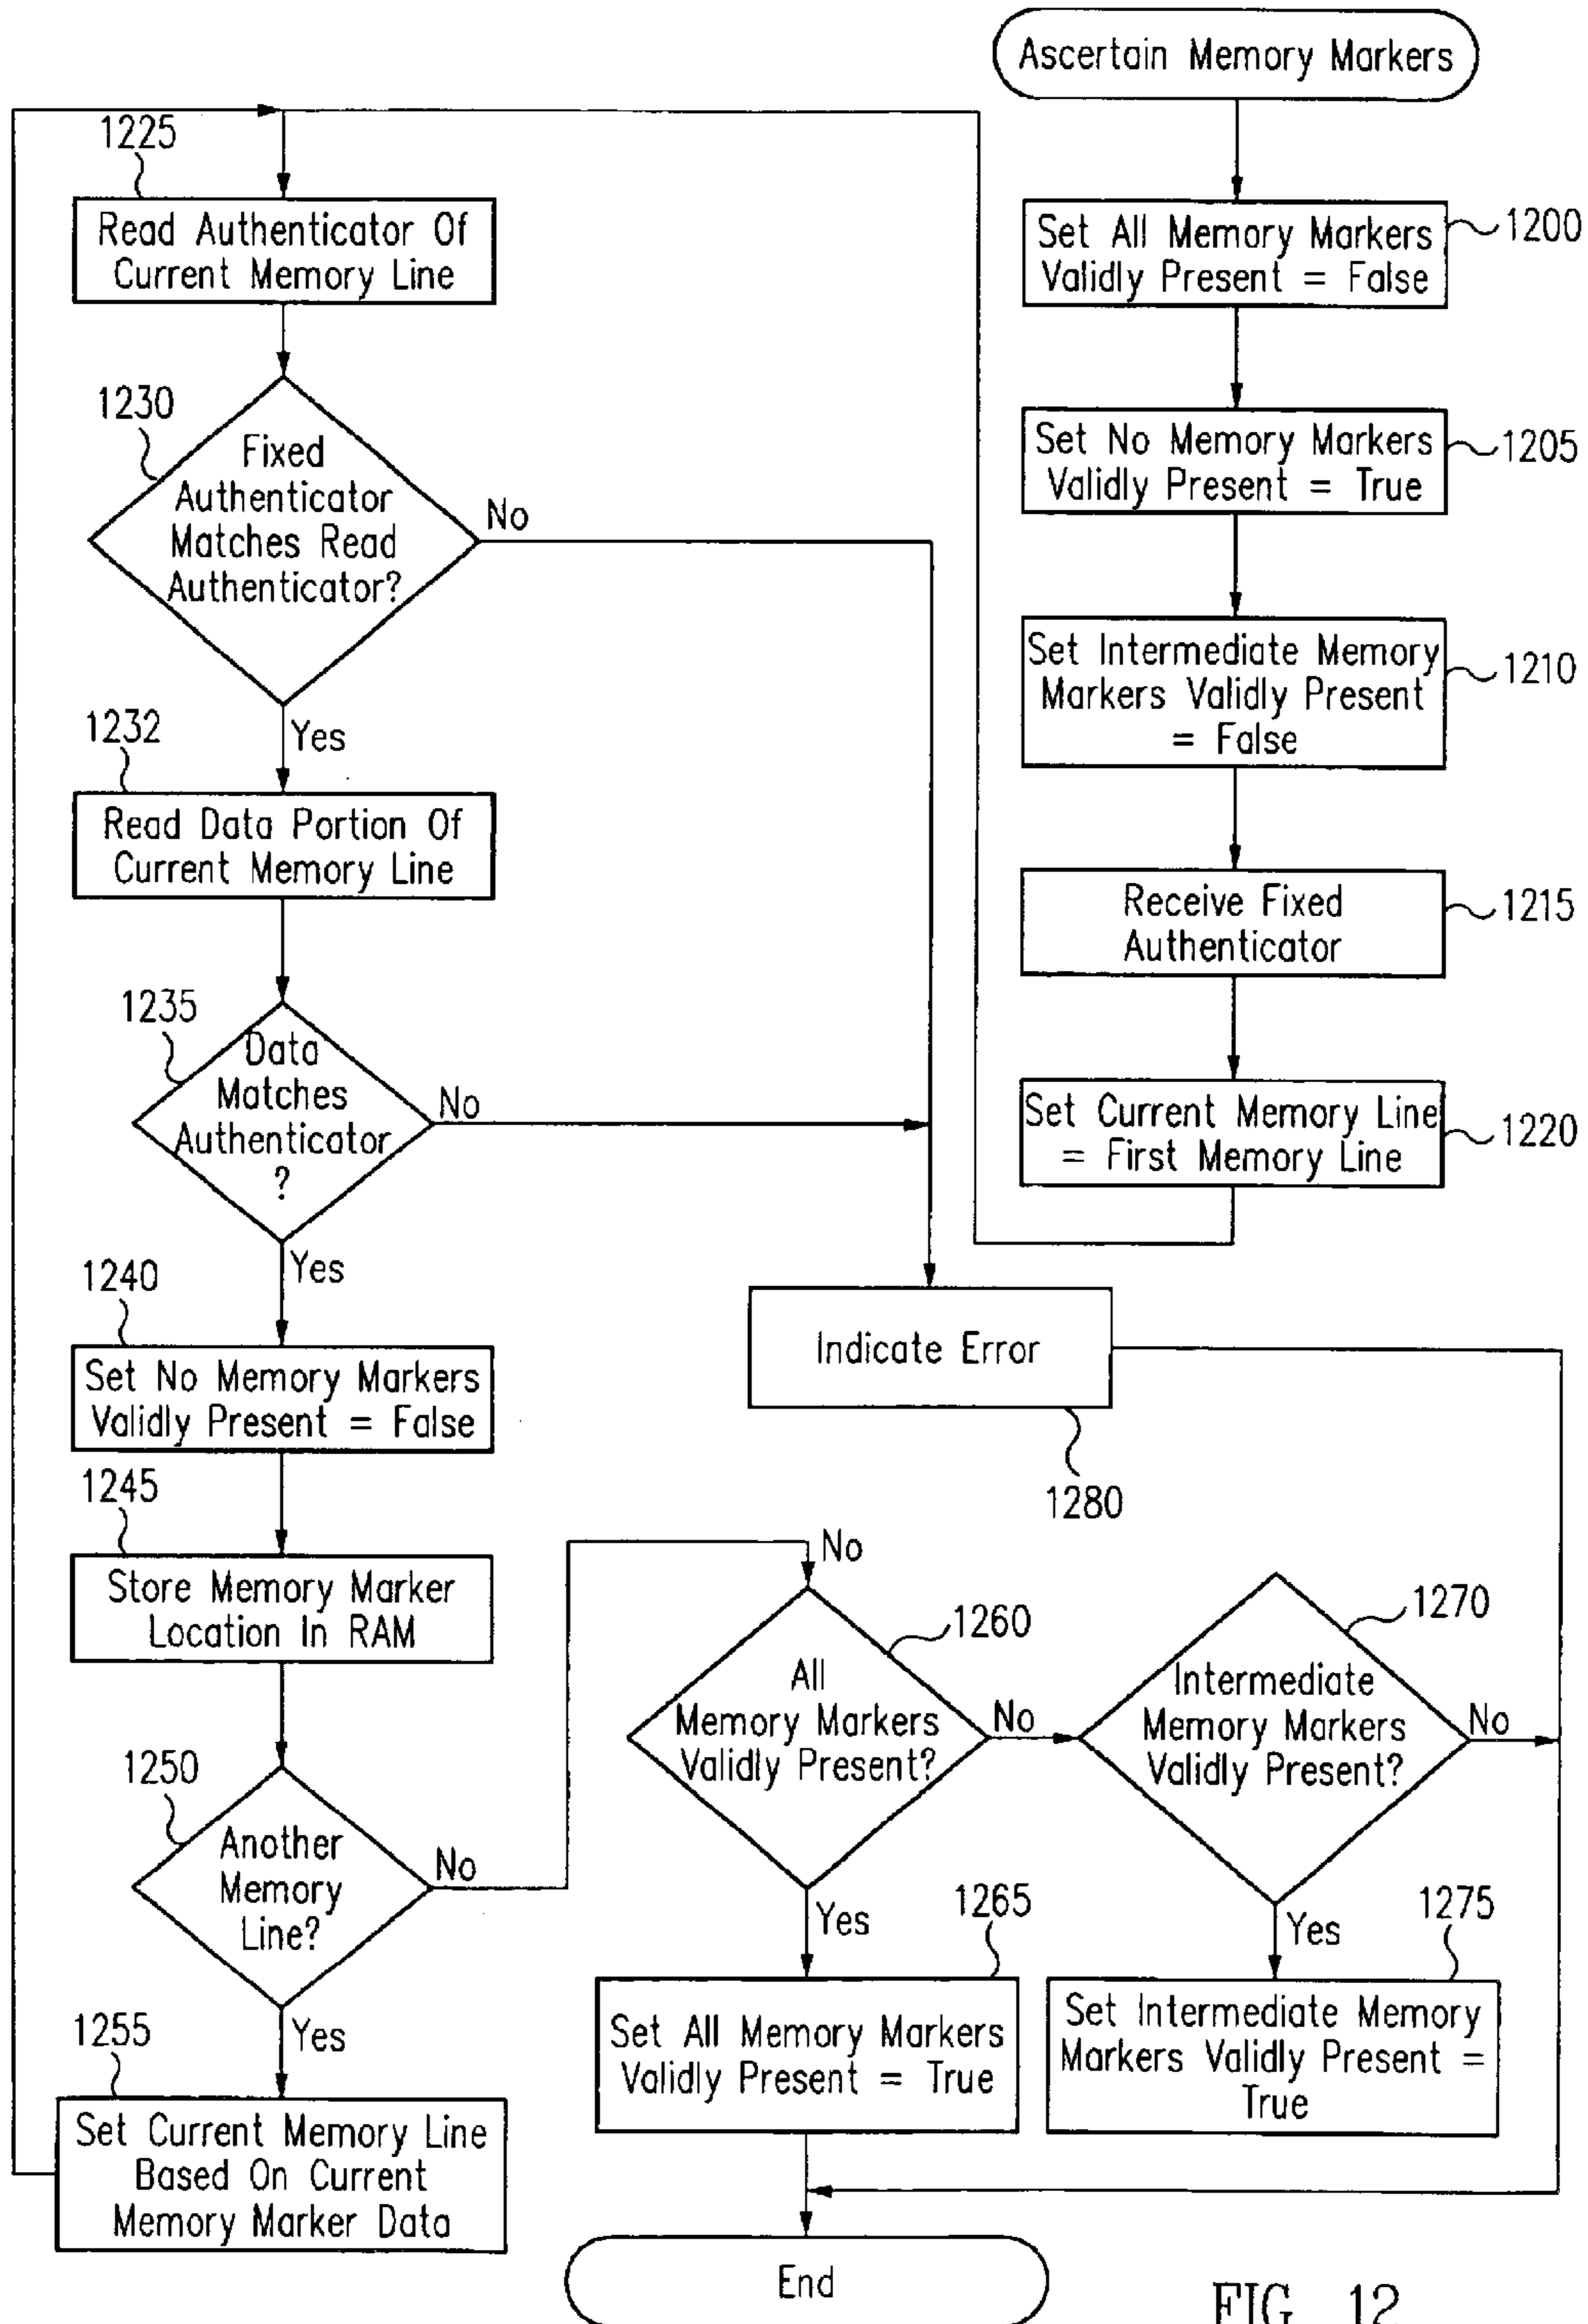 Ascertain Memory Markers
Set All Memory Markers
Validly Present = False
1200
Set No Memory Markers
Validly Present = True
1205
Set Intermediate Memory
Markers Validly Present
= False
1210
Receive Fixed
Authenticator
1215
Set Current Memory Line
= First Memory Line
1220
1225
Read Authenticator Of
Current Memory Line
1230
Fixed
Authenticator
Matches Read
Authenticator?
No
Yes
1232
Read Data Portion Of
Current Memory Line
1235
Data
Matches
Authenticator
?
No
Yes
1240
Set No Memory Markers
Validly Present = False
1245
Store Memory Marker
Location In RAM
1250
Another
Memory
Line?
No
Yes
1255
Set Current Memory Line
Based On Current
Memory Marker Data
Indicate Error
1280
No
1260
All
Memory Markers
Validly Present?
No
Yes
1265
Set All Memory Markers
Validly Present = True
1270
Intermediate
Memory Markers
Validly Present?
No
Yes
1275
Set Intermediate Memory
Markers Validly Present =
True
End
FIG. 12